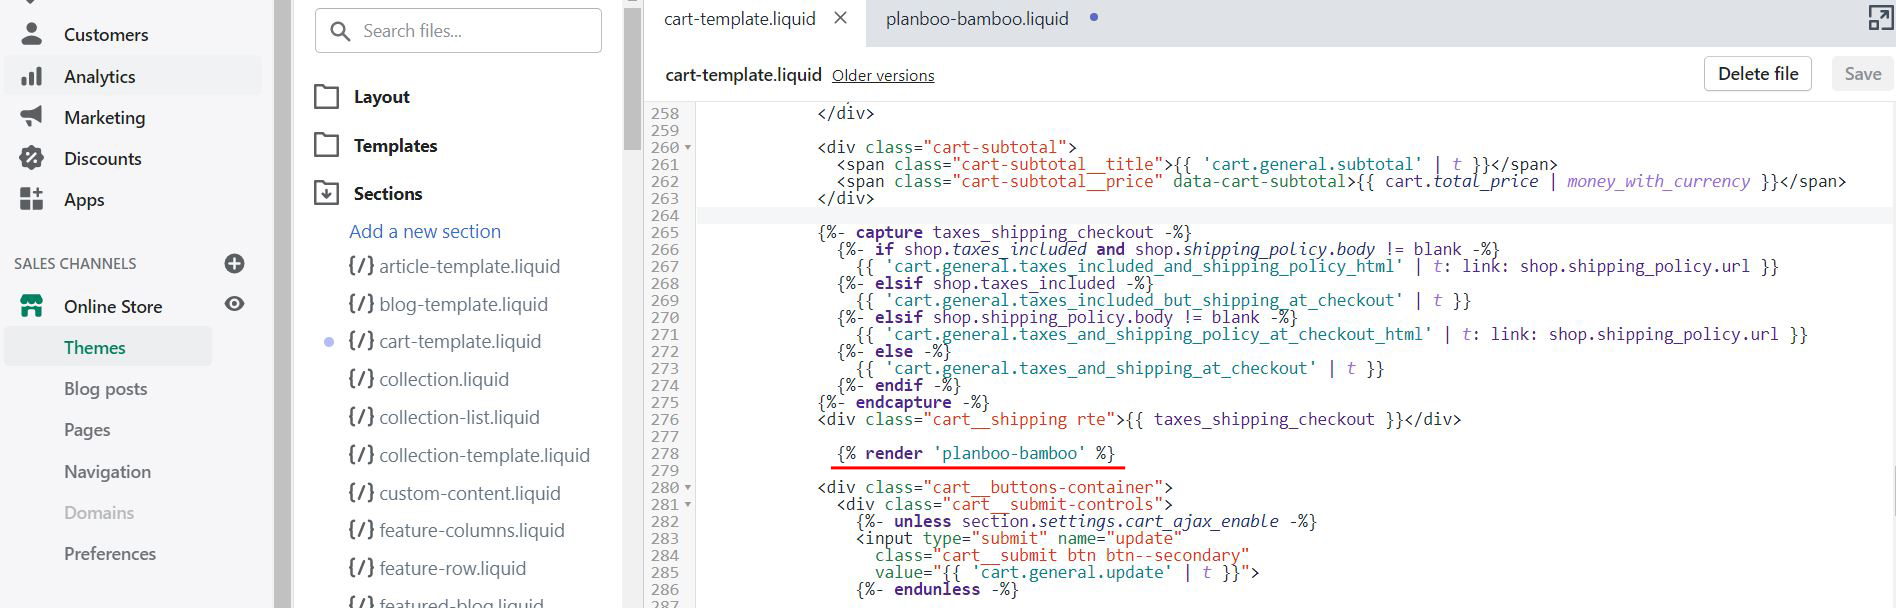 Customers
Analytics
Marketing
Discounts
Apps
SALES CHANNELS
Online Store
Themes
Blog posts
Pages
Navigation
Domains
Preferences
Search files...
Layout
Templates
Sections
Add a new section
{/} article-template.liquid
{/} blog-template.liquid
{/} cart-template.liquid
{/} collection.liquid
{/} collection-list.liquid
{/} collection-template.liquid
{/} custom-content.liquid
{/} feature-columns.liquid
{/} feature-row.liquid
{/} featured-blog.liquid
cart-template.liquid
planboo-bamboo.liquid
cart-template.liquid Older versions
Delete file
Save
258 </div>
259
260 <div class="cart-subtotal">
261 <span class="cart-subtotal__title">{{ 'cart.general.subtotal' | t }}</span>
262 <span class="cart-subtotal__price" data-cart-subtotal>{{ cart.total_price | money_with_currency }}</span>
263 </div>
264
265 {%- capture taxes_shipping_checkout -%}
266 {%- if shop.taxes_included and shop.shipping_policy.body != blank -%}
267 {{ 'cart.general.taxes_included_and_shipping_policy_html' | t: link: shop.shipping_policy.url }}
268 {%- elsif shop.taxes_included -%}
269 {{ 'cart.general.taxes_included_but_shipping_at_checkout' | t }}
270 {%- elsif shop.shipping_policy.body != blank -%}
271 {{ 'cart.general.taxes_and_shipping_policy_at_checkout_html' | t: link: shop.shipping_policy.url }}
272 {%- else -%}
273 {{ 'cart.general.taxes_and_shipping_at_checkout' | t }}
274 {%- endif -%}
275 {%- endcapture -%}
276 <div class="cart__shipping rte">{{ taxes_shipping_checkout }}</div>
277
278 {% render 'planboo-bamboo' %}
279
280 <div class="cart__buttons-container">
281 <div class="cart__submit-controls">
282 {%- unless section.settings.cart_ajax_enable -%}
283 <input type="submit" name="update"
284 class="cart__submit btn btn--secondary"
285 value="{{ 'cart.general.update' | t }}">
286 {%- endunless -%}
287